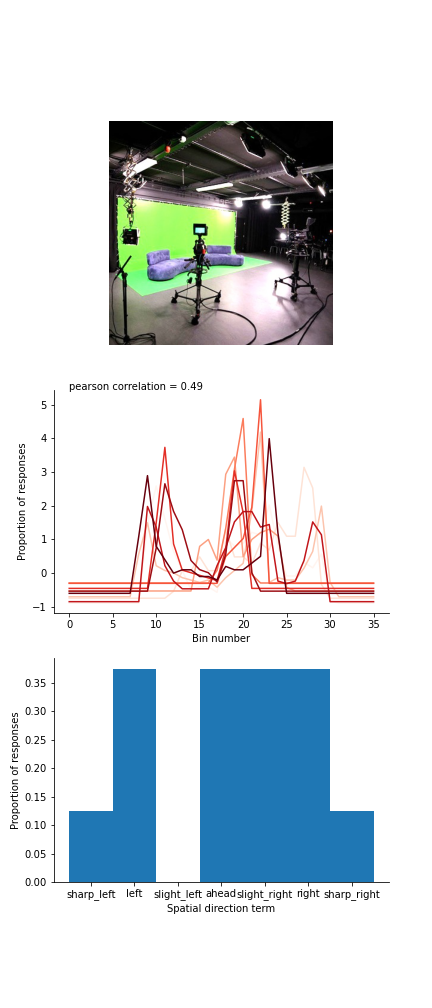 pearson correlation = 0.49
Proportion of responses
5
4
3
2
1
0
−1
0 5 10 15 20 25 30 35
Bin number
Proportion of responses
0.35
0.30
0.25
0.20
0.15
0.10
0.05
0.00
sharp_left left slight_left ahead slight_right right sharp_right
Spatial direction term